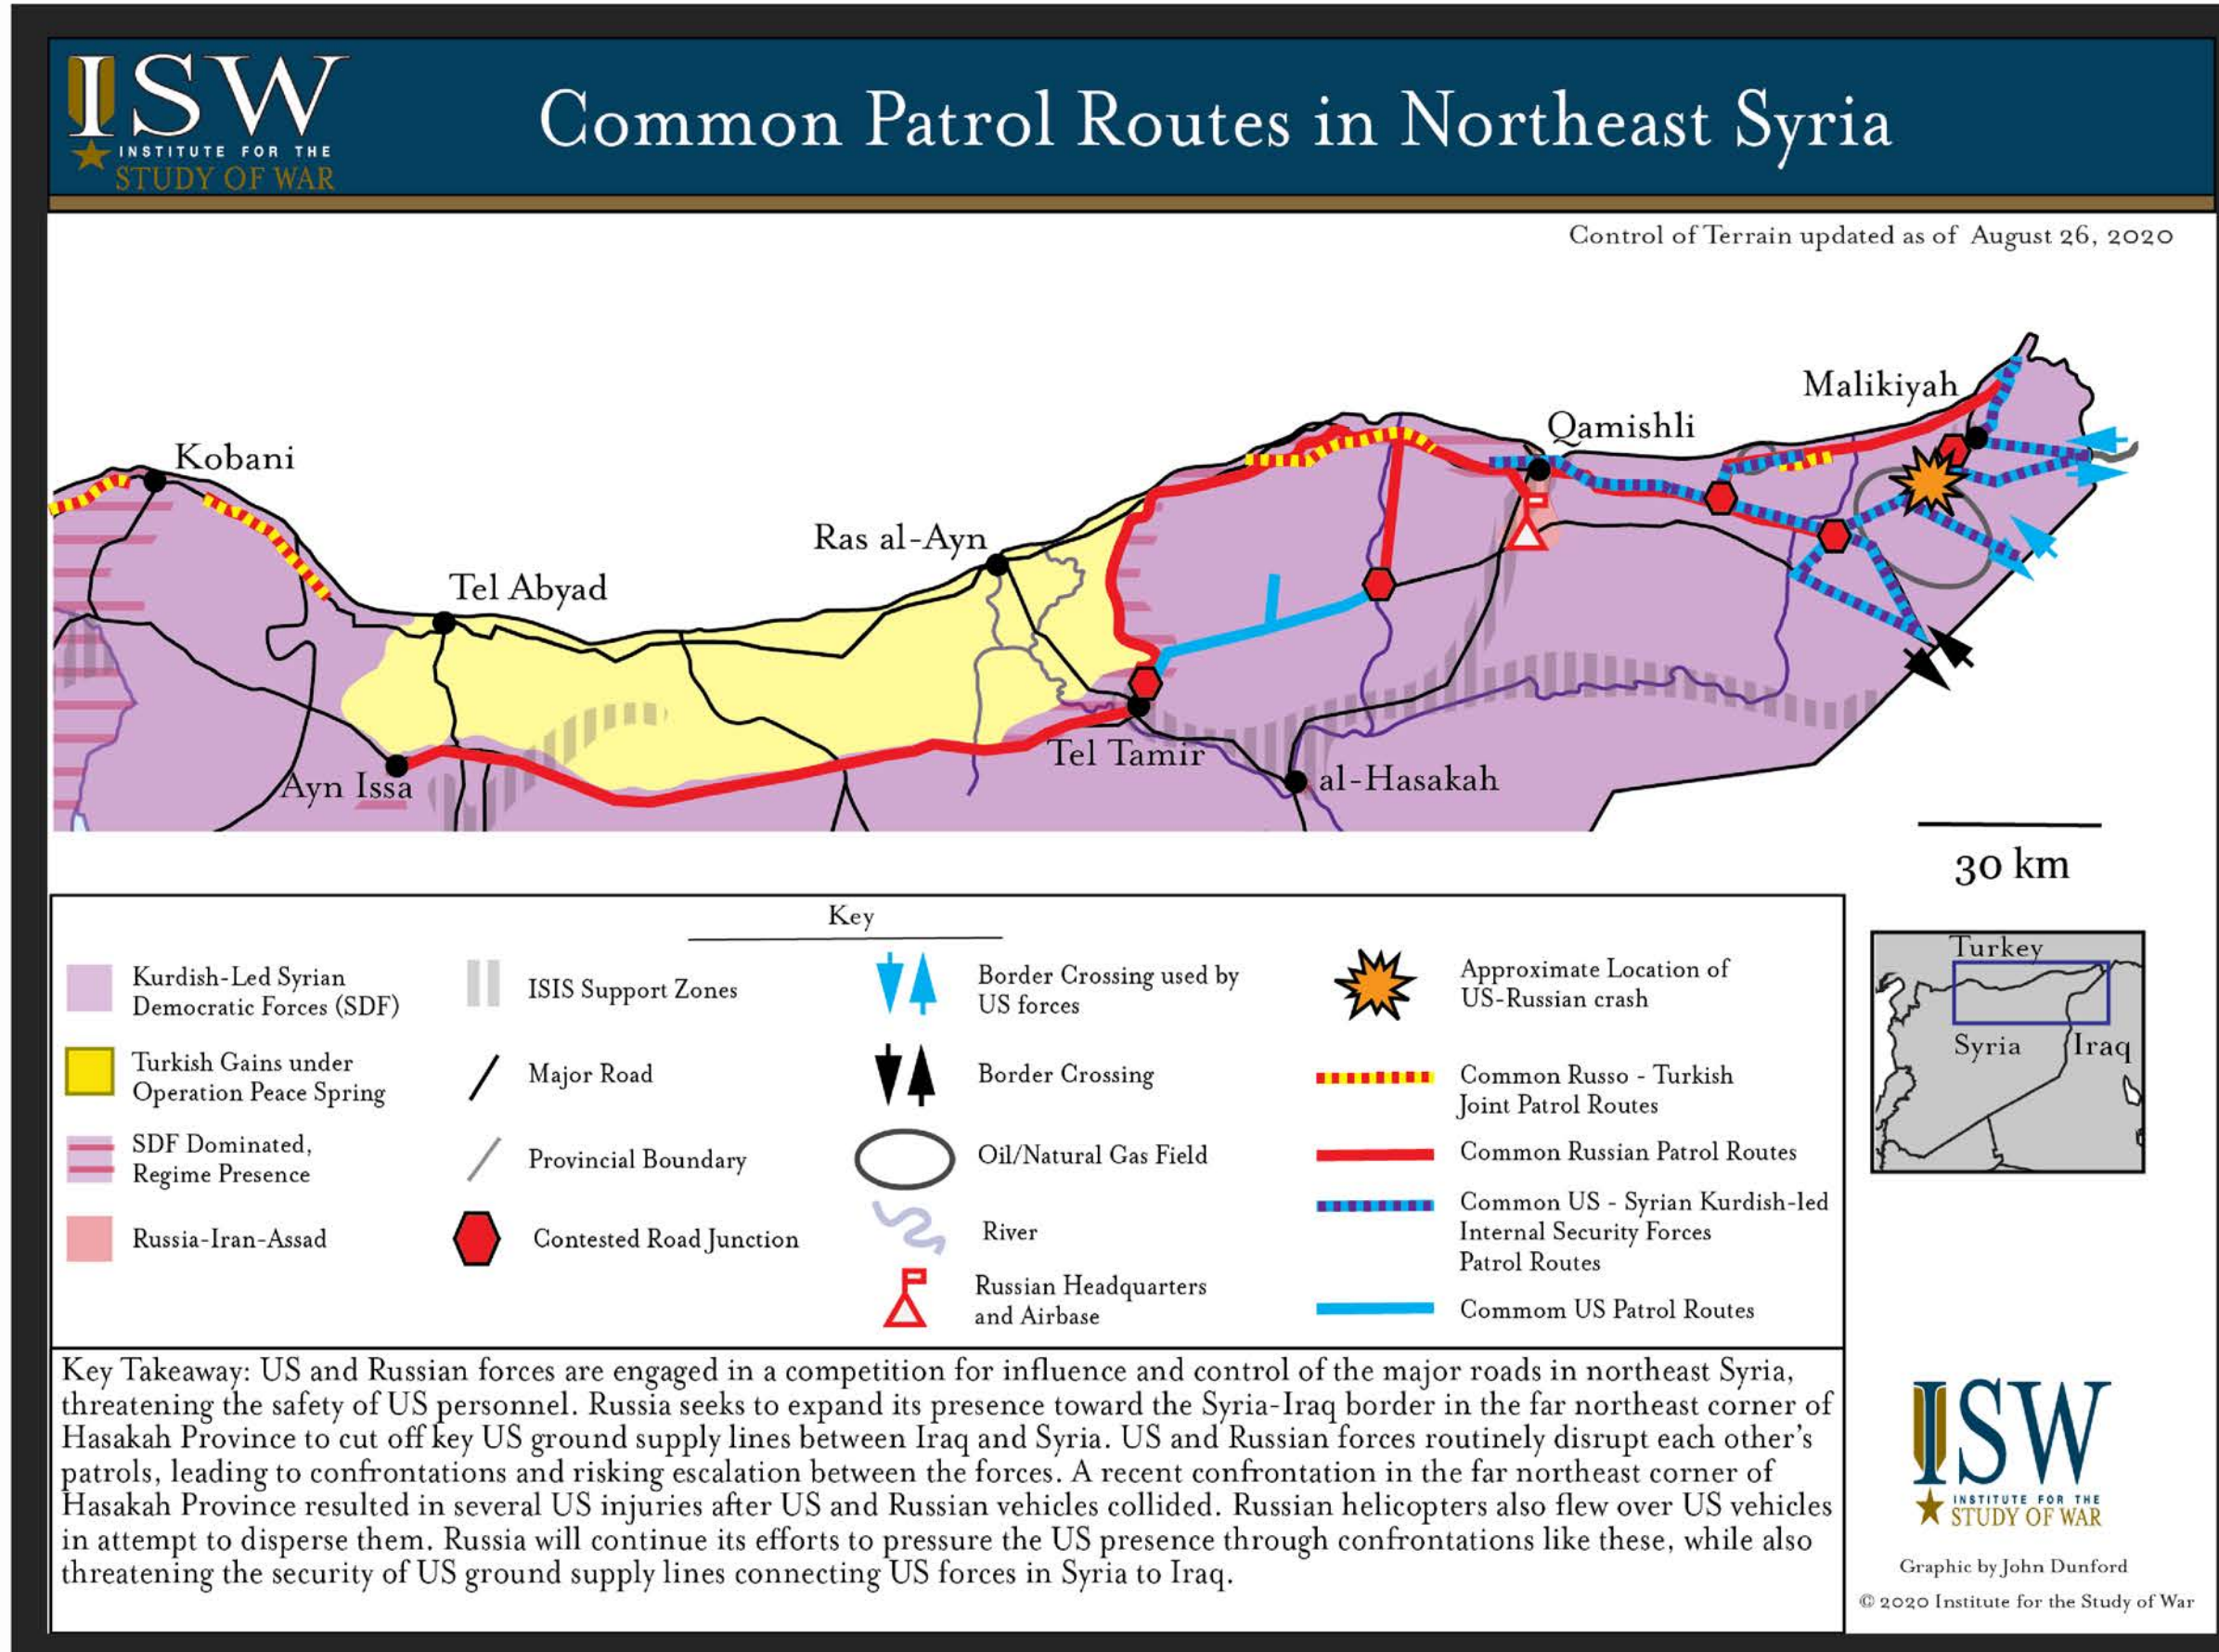 ISW
INSTITUTE FOR THE
STUDY OF WAR
Common Patrol Routes in Northeast Syria
Control of Terrain updated as of August 26, 2020
Malikiyah
Qamishli
Kobani
Ras al-Ayn
Tel Abyad
Tel Tamir
Ayn Issa
al-Hasakah
30 km
Key
Kurdish-Led Syrian
Democratic Forces (SDF)
Turkish Gains under
Operation Peace Spring
SDF Dominated,
Regime Presence
Russia-Iran-Assad
ISIS Support Zones
Major Road
Provincial Boundary
Contested Road Junction
Border Crossing used by
US forces
Border Crossing
Oil/Natural Gas Field
River
Russian Headquarters
and Airbase
Approximate Location of
US-Russian crash
Common Russo - Turkish
Joint Patrol Routes
Common Russian Patrol Routes
Common US - Syrian Kurdish-led
Internal Security Forces
Patrol Routes
Commom US Patrol Routes
Turkey
Syria
Iraq
Key Takeaway: US and Russian forces are engaged in a competition for influence and control of the major roads in northeast Syria,
threatening the safety of US personnel. Russia seeks to expand its presence toward the Syria-Iraq border in the far northeast corner of
Hasakah Province to cut off key US ground supply lines between Iraq and Syria. US and Russian forces routinely disrupt each other's
patrols, leading to confrontations and risking escalation between the forces. A recent confrontation in the far northeast corner of
Hasakah Province resulted in several US injuries after US and Russian vehicles collided. Russian helicopters also flew over US vehicles
in attempt to disperse them. Russia will continue its efforts to pressure the US presence through confrontations like these, while also
threatening the security of US ground supply lines connecting US forces in Syria to Iraq.
ISW
INSTITUTE FOR THE
STUDY OF WAR
Graphic by John Dunford
© 2020 Institute for the Study of War